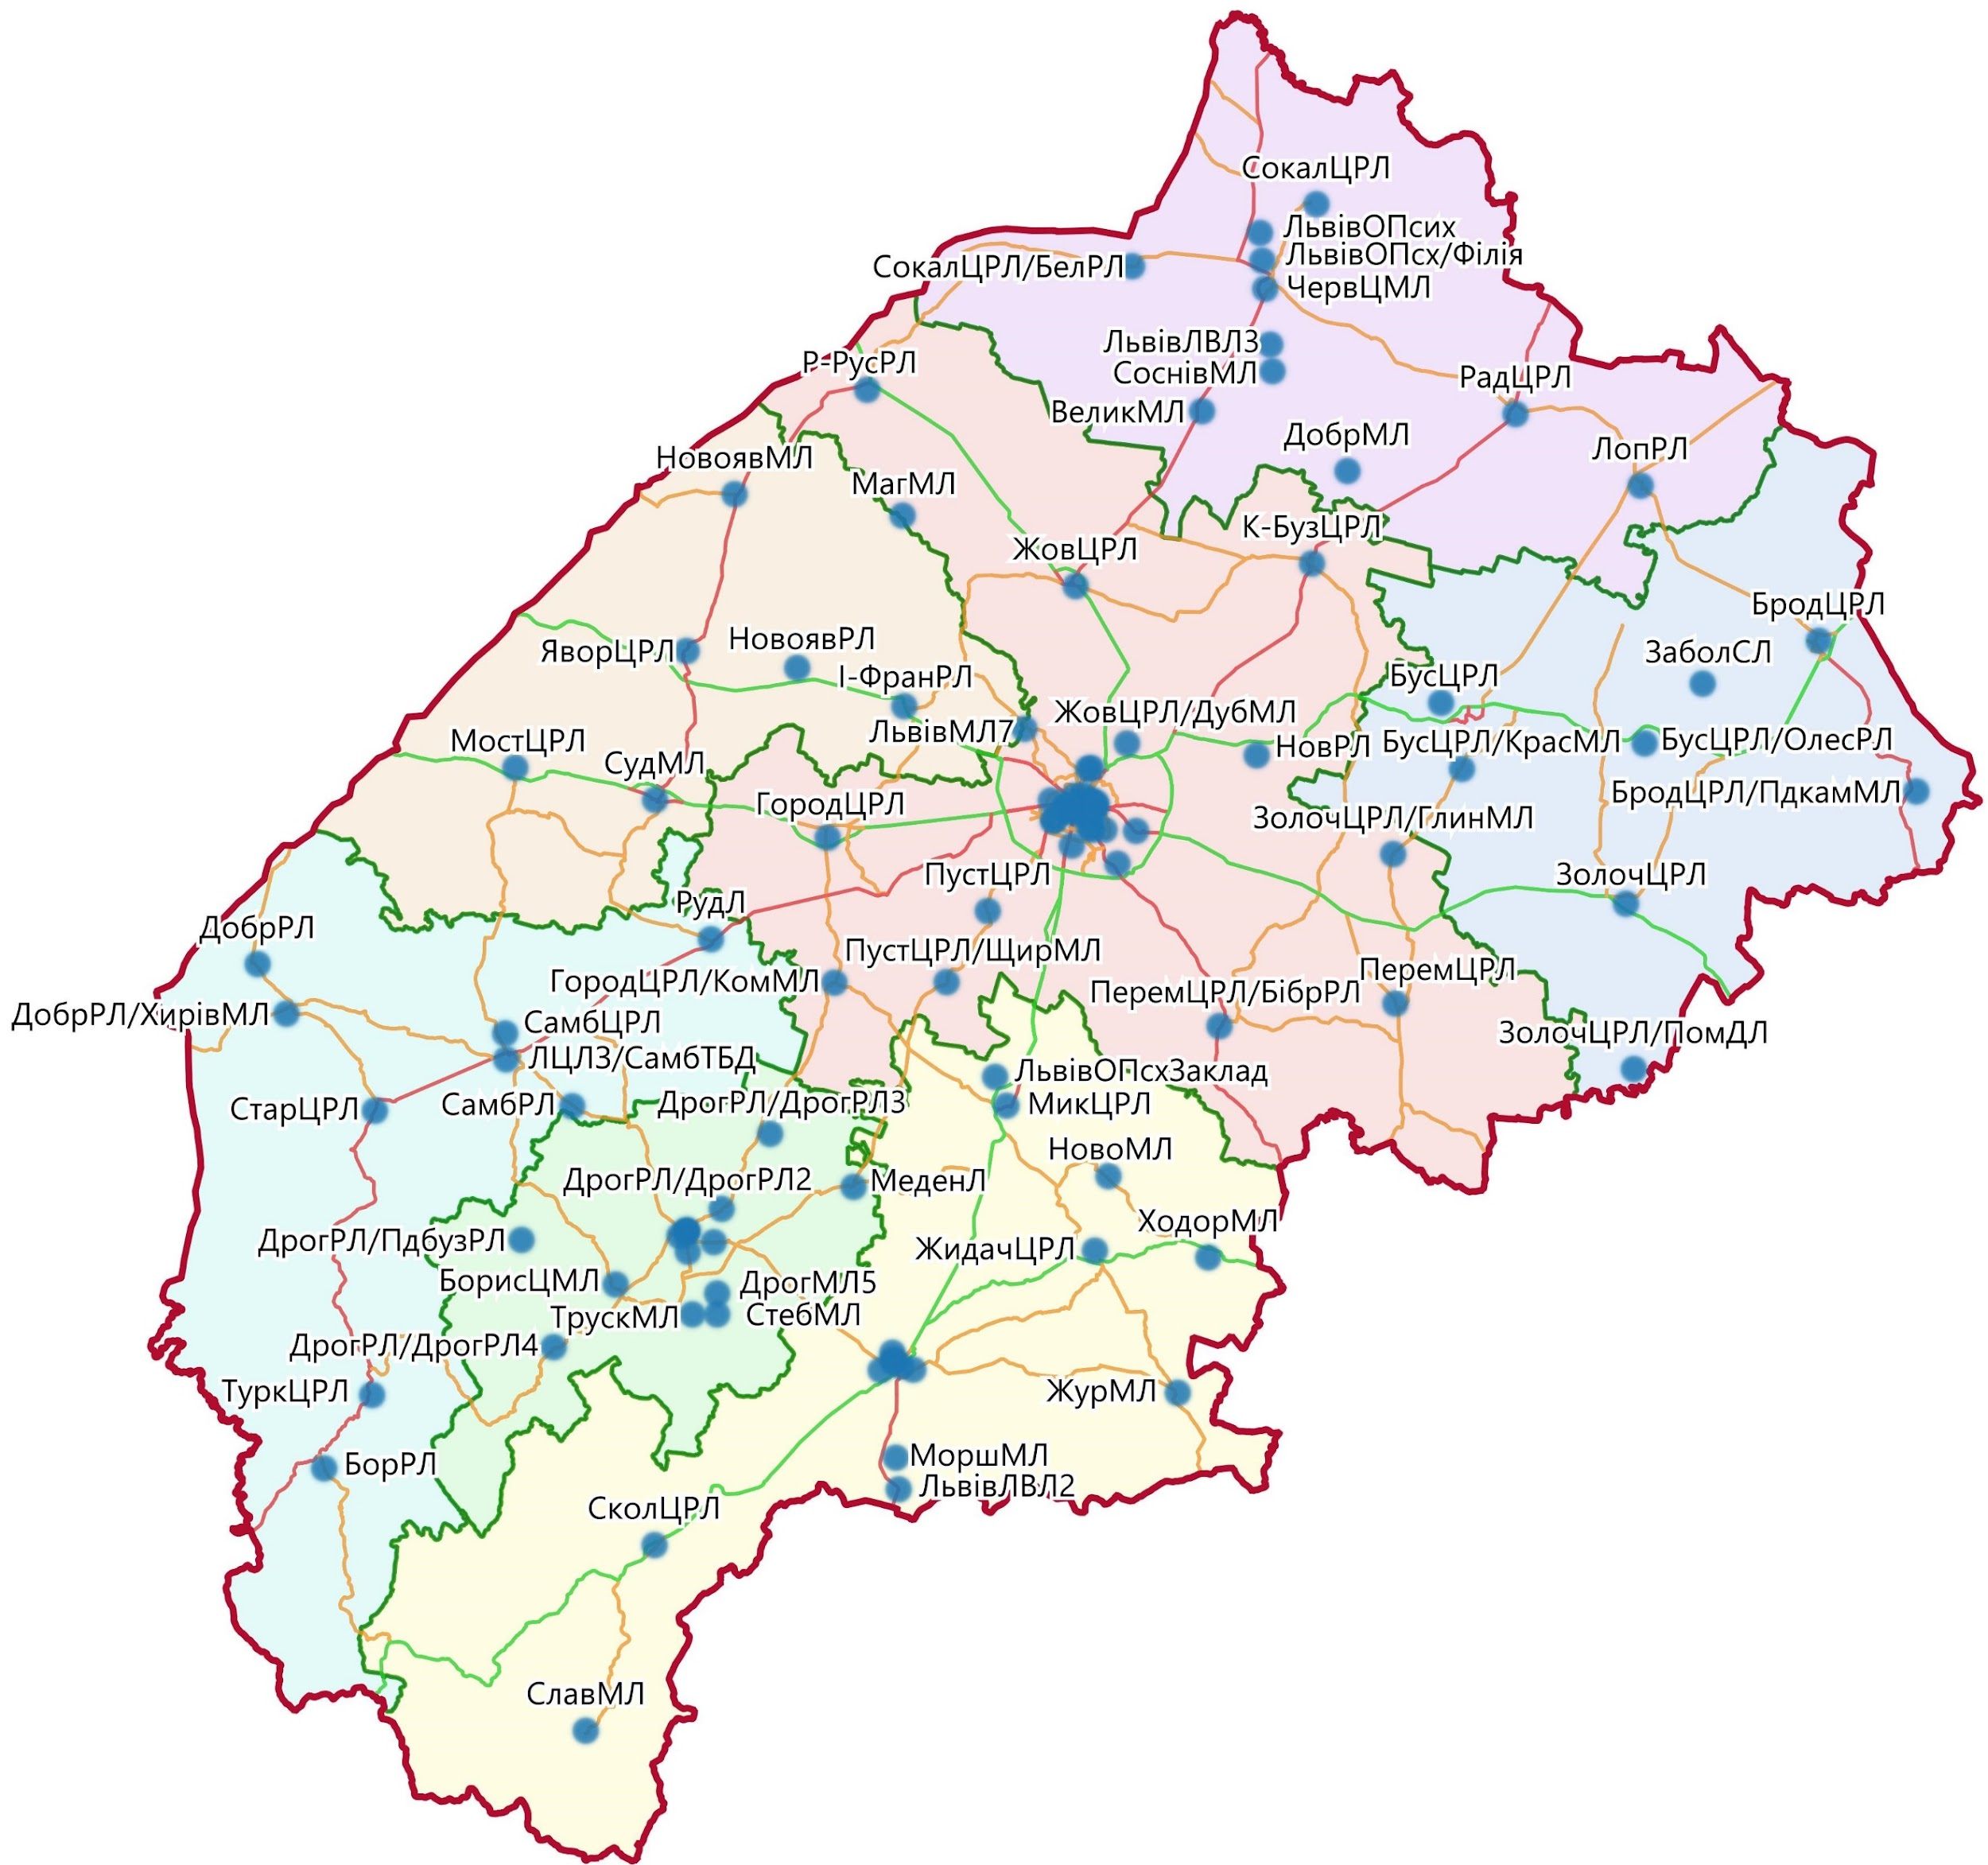 СокалЦРЛ
ЛьвівОПсих
ЛьвівОПсх/Філія
СокалЦРЛ/БелРЛ
ЧервЦМЛ
ЛьвівЛВЛ3
Р-РусРЛ
СоснівМЛ
РадЦРЛ
ВеликМЛ
ДобрМЛ
ЛопРЛ
НовоявМЛ
МагМЛ
К-БузЦРЛ
ЖовЦРЛ
БродЦРЛ
НовоявРЛ
ЯворЦРЛ
ЗаболСЛ
І-ФранРЛ
БусЦРЛ
ЖовЦРЛ/ДубМЛ
ЛьвівМЛ7
МостЦРЛ
НовРЛ
БусЦРЛ/КрасМЛ
БусЦРЛ/ОлесРЛ
СудМЛ
БродЦРЛ/ПдкамМЛ
ГородЦРЛ
ЗолочЦРЛ/ГлинМЛ
ПустЦРЛ
ЗолочЦРЛ
РудЛ
ДобрРЛ
ПустЦРЛ/ЩирМЛ
ПеремЦРЛ
ГородЦРЛ/КомМЛ
ПеремЦРЛ/БібрРЛ
ДобрРЛ/ХирівМЛ
СамбЦРЛ
ЗолочЦРЛ/ПомДЛ
ЛЦЛЗ/СамбТБД
ЛьвівОПсхЗаклад
СтарЦРЛ
СамбРЛ
ДрогРЛ/ДрогРЛ3
МикЦРЛ
НовоМЛ
ДрогРЛ/ДрогРЛ2
МеденЛ
ХодорМЛ
ДрогРЛ/ПдбузРЛ
ЖидачЦРЛ
БорисЦМЛ
ДрогМЛ5
ТрускМЛ
СтебМЛ
ДрогРЛ/ДрогРЛ4
ТуркЦРЛ
ЖурМЛ
МоршМЛ
БорРЛ
ЛьвівЛВЛ2
СколЦРЛ
СлавМЛ